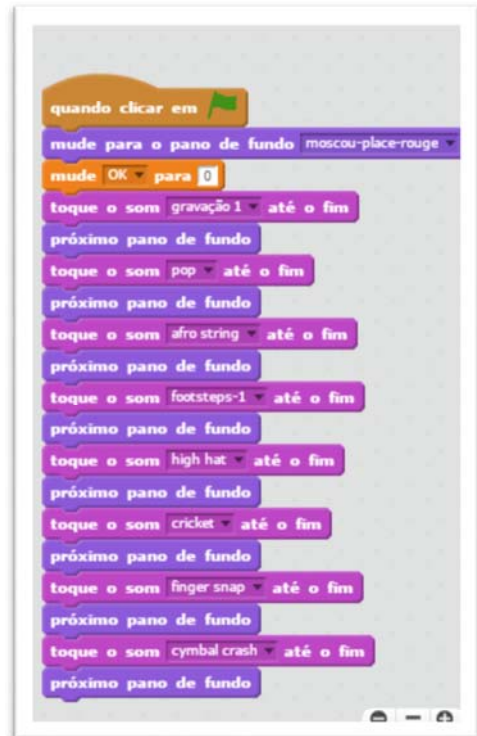 quando clicar em
mude para o pano de fundo moscou-place-rouge
mude OK para 0
toque o som gravação 1 até o fim
próximo pano de fundo
toque o som pop até o fim
próximo pano de fundo
toque o som afro string até o fim
próximo pano de fundo
toque o som footsteps-1 até o fim
próximo pano de fundo
toque o som high hat até o fim
próximo pano de fundo
toque o som cricket até o fim
próximo pano de fundo
toque o som finger snap até o fim
próximo pano de fundo
toque o som cymbal crash até o fim
próximo pano de fundo